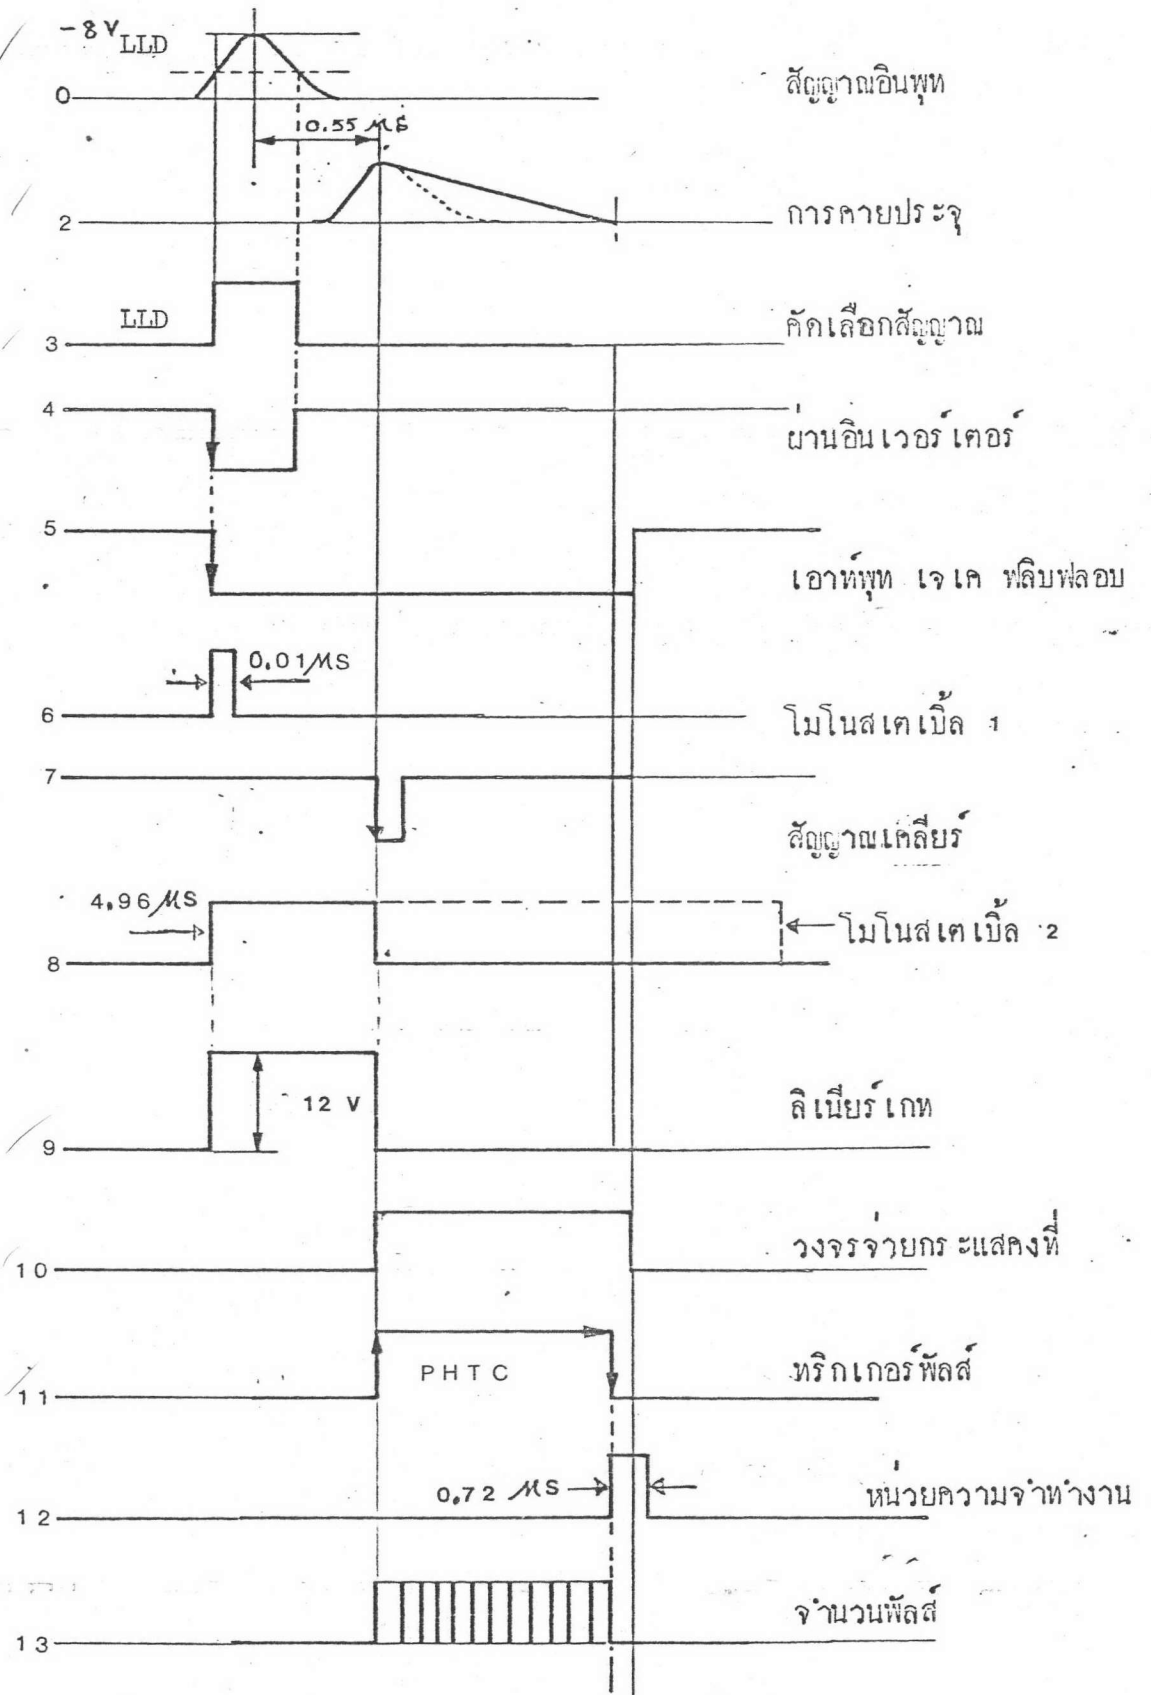 -8V
LLD
0
สัญญาณอินพุท
0.55 µs
2
การคายประจุ
LLD
3
คัดเลือกสัญญาณ
4
ผ่านอินเวอร์เตอร์
5
เอาท์พุท เจเค ฟลิบฟลอบ
0.01µS
6
โมโนสเตเบิ้ล 1
7
สัญญาณเคลียร์
4.96µS
8
โมโนสเตเบิ้ล 2
12 V
9
ลิเนียร์เกท
10
วงจรจ่ายกระแสคงที่
PHTC
11
ทริกเกอร์พัลส์
0.72 µS
12
หน่วยความจำทำงาน
13
จำนวนพัลส์